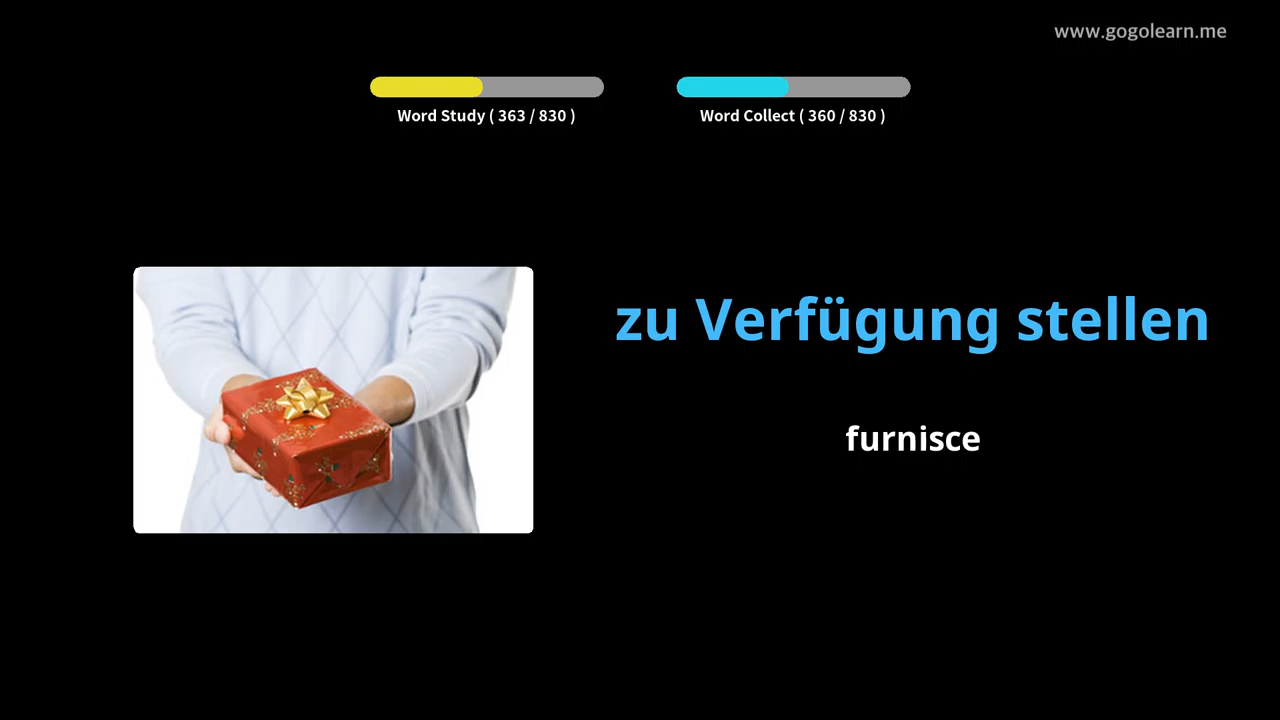 www.gogolearn.me
Word Study ( 363 / 830 )
Word Collect ( 360 / 830 )
zu Verfügung stellen
furnisce